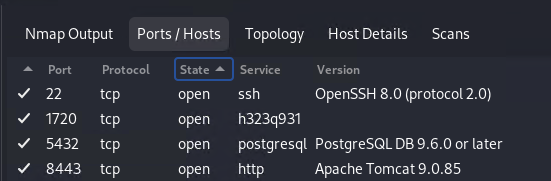 Nmap Output Ports / Hosts Topology Host Details Scans
Port Protocol State Service Version
22 tcp open ssh OpenSSH 8.0 (protocol 2.0)
1720 tcp open h323q931
5432 tcp open postgresql PostgreSQL DB 9.6.0 or later
8443 tcp open http Apache Tomcat 9.0.85